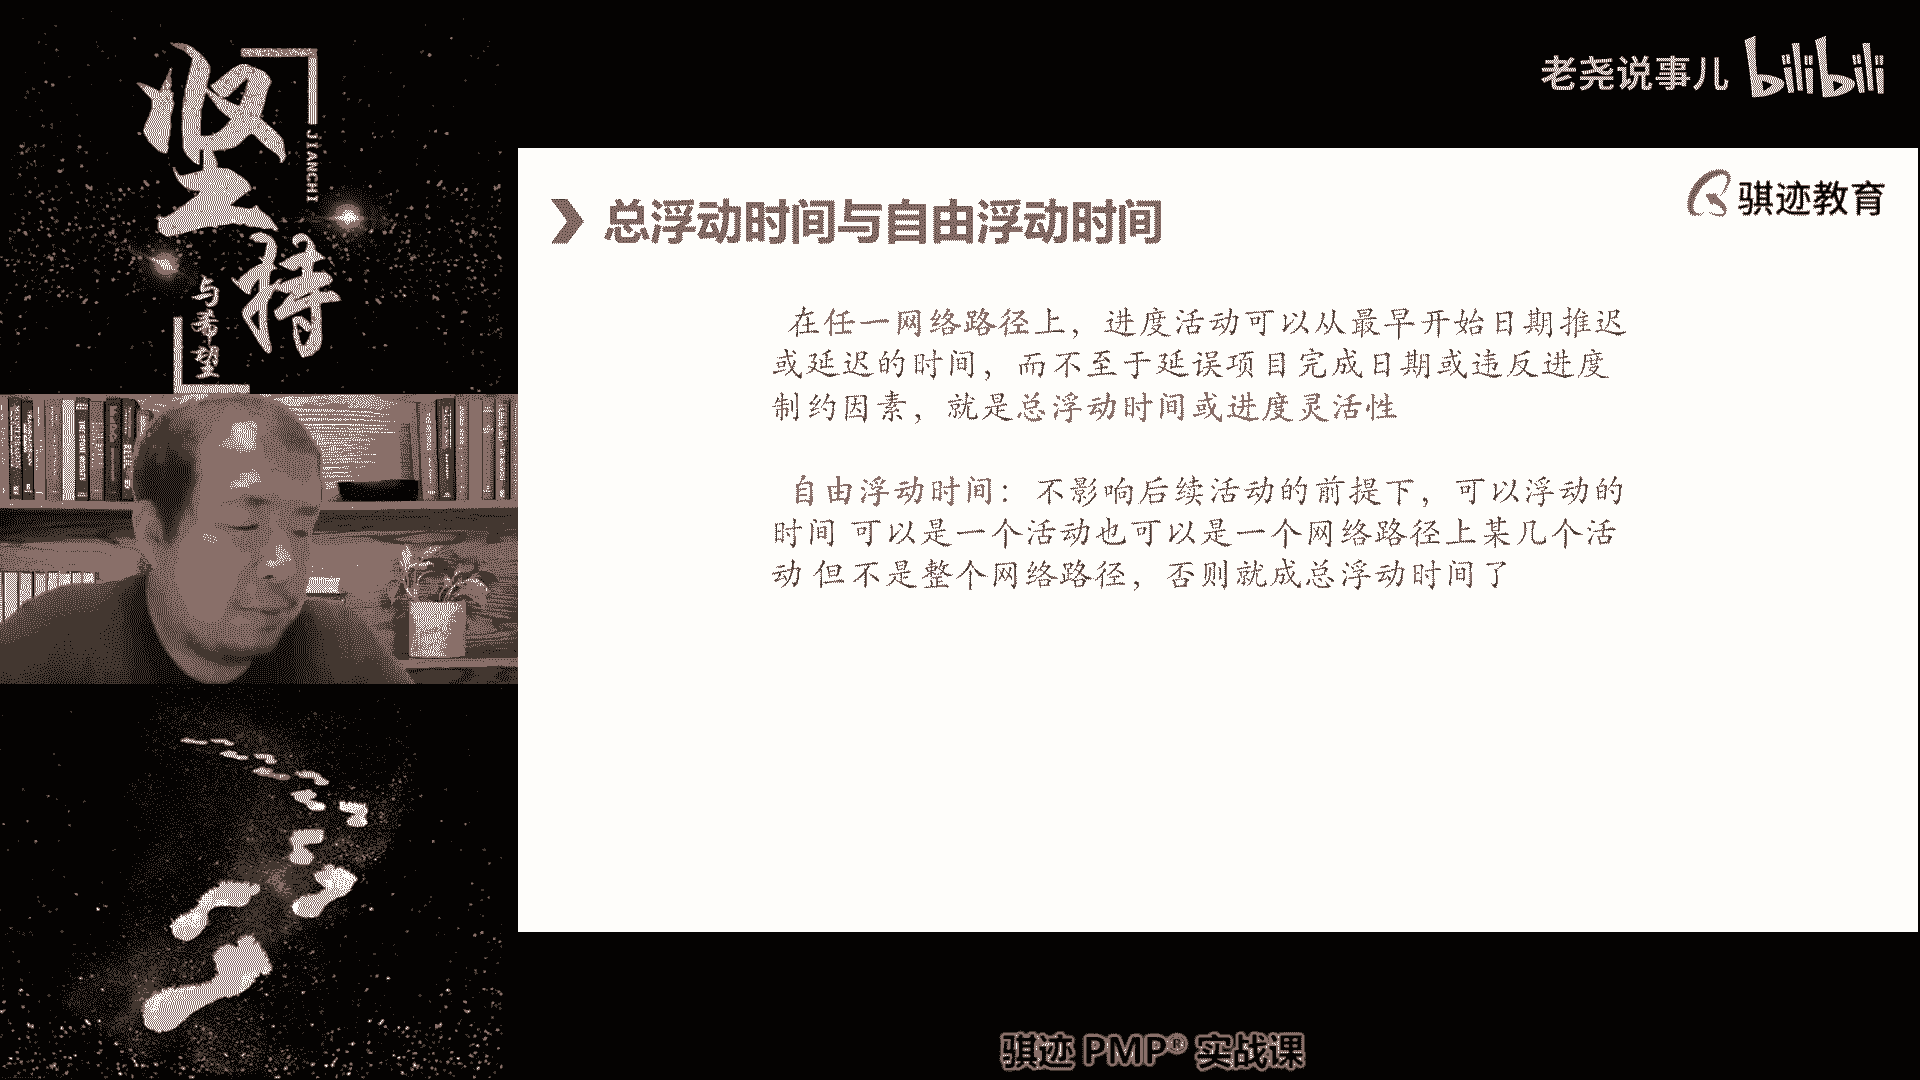 坚持
JIANCHI
与希望
老尧说事儿 bilibili
骐迹教育
总浮动时间与自由浮动时间
在任一网络路径上，进度活动可以从最早开始日期推迟
或延迟的时间，而不至于延误项目完成日期或违反进度
制约因素，就是总浮动时间或进度灵活性
自由浮动时间：不影响后续活动的前提下，可以浮动的
时间 可以是一个活动也可以是一个网络路径上某几个活
动 但不是整个网络路径，否则就成总浮动时间了
骐迹 PMP® 实战课